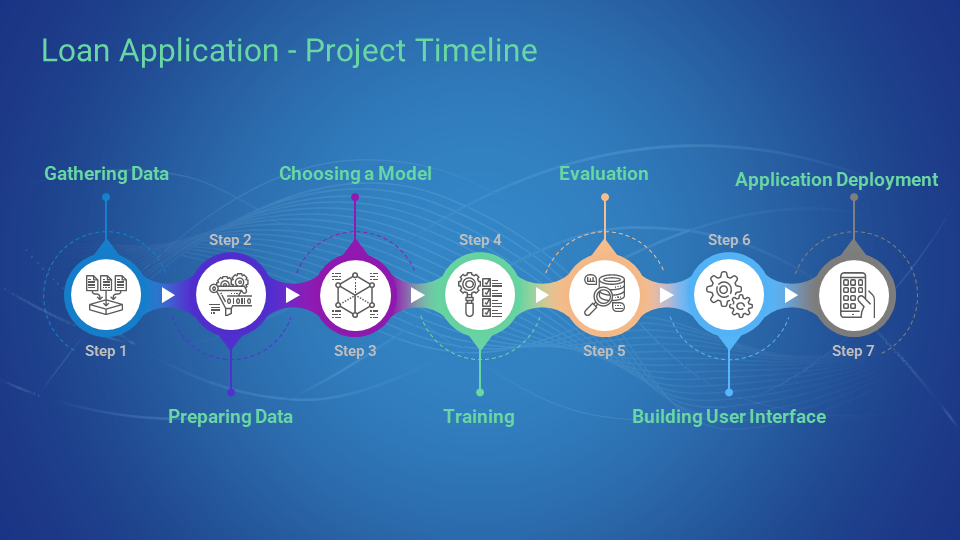 Loan Application - Project Timeline
Gathering Data
Choosing a Model
Evaluation
Application Deployment
Step 2
Step 4
Step 6
Step 1
Step 3
Step 5
Step 7
Preparing Data
Training
Building User Interface